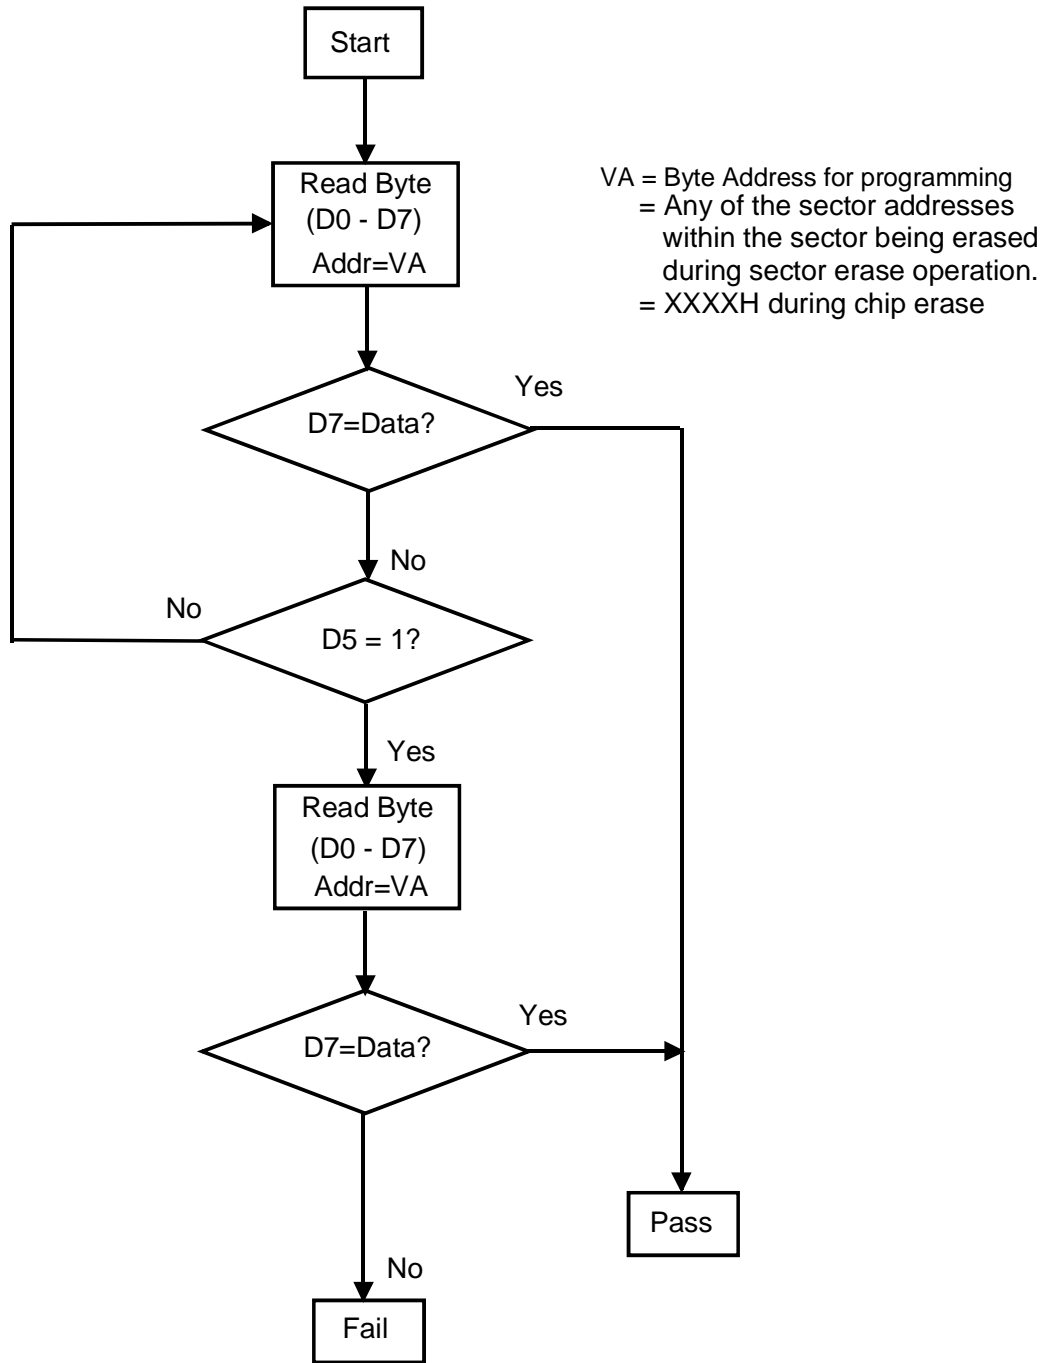 Start
Read Byte
(D0 - D7)
Addr=VA
VA = Byte Address for programming
= Any of the sector addresses
within the sector being erased
during sector erase operation.
= XXXXH during chip erase
D7=Data?
Yes
No
D5 = 1?
No
Yes
Read Byte
(D0 - D7)
Addr=VA
D7=Data?
Yes
No
Pass
Fail